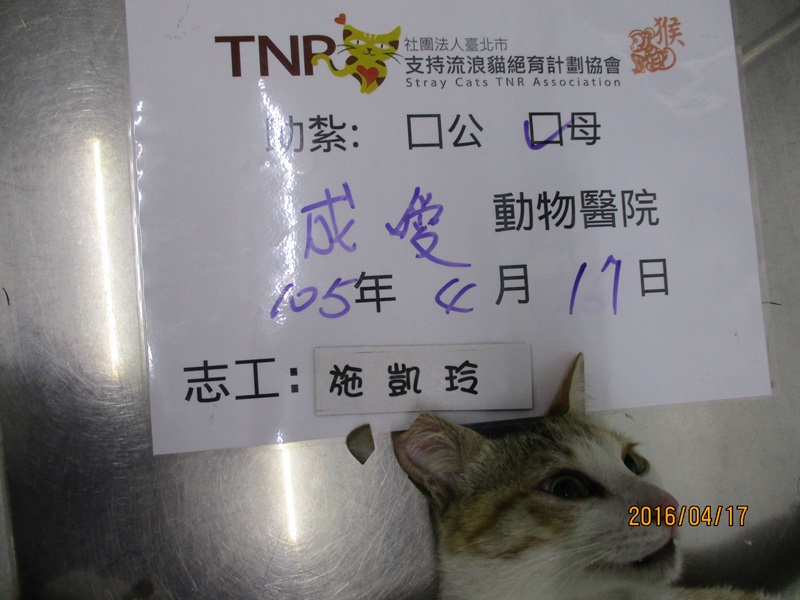 TNR 社團法人臺北市
支持流浪貓絕育計劃協會
Stray Cats TNR Association
猴
助紮: 口公 口母
成愛 動物醫院
105年 4月 17日
志工: 施凱玲
2016/04/17